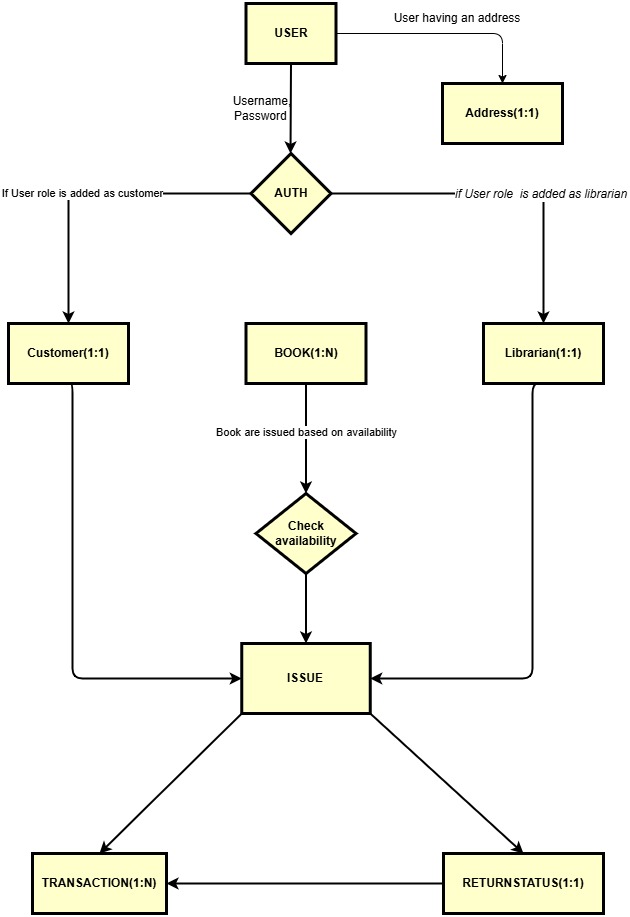 USER
User having an address
Address(1:1)
Username,
Password
AUTH
If User role is added as customer
if User role  is added as librarian
Customer(1:1)
BOOK(1:N)
Librarian(1:1)
Book are issued based on availability
Check
availability
ISSUE
TRANSACTION(1:N)
RETURNSTATUS(1:1)